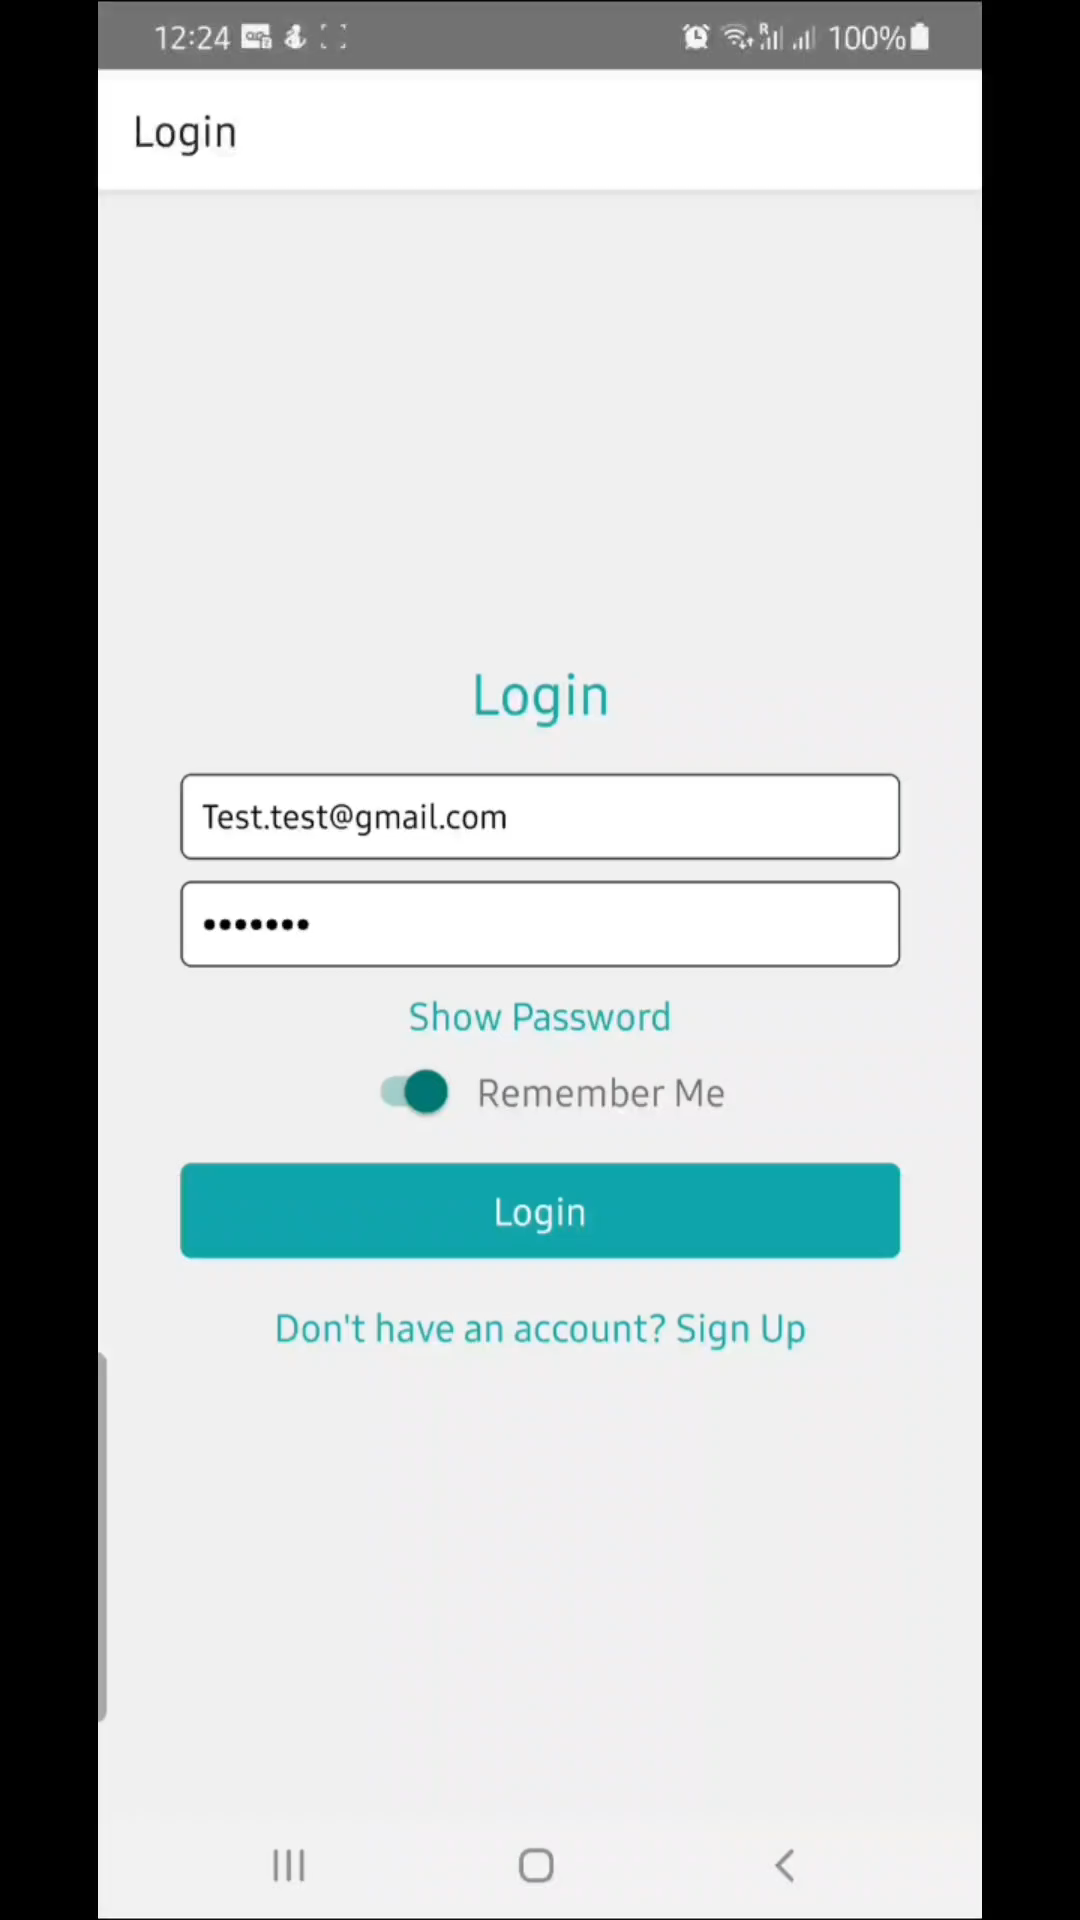 12:24 100%
Login
Login
Test.test@gmail.com
•••••••
Show Password
Remember Me
Login
Don't have an account? Sign Up